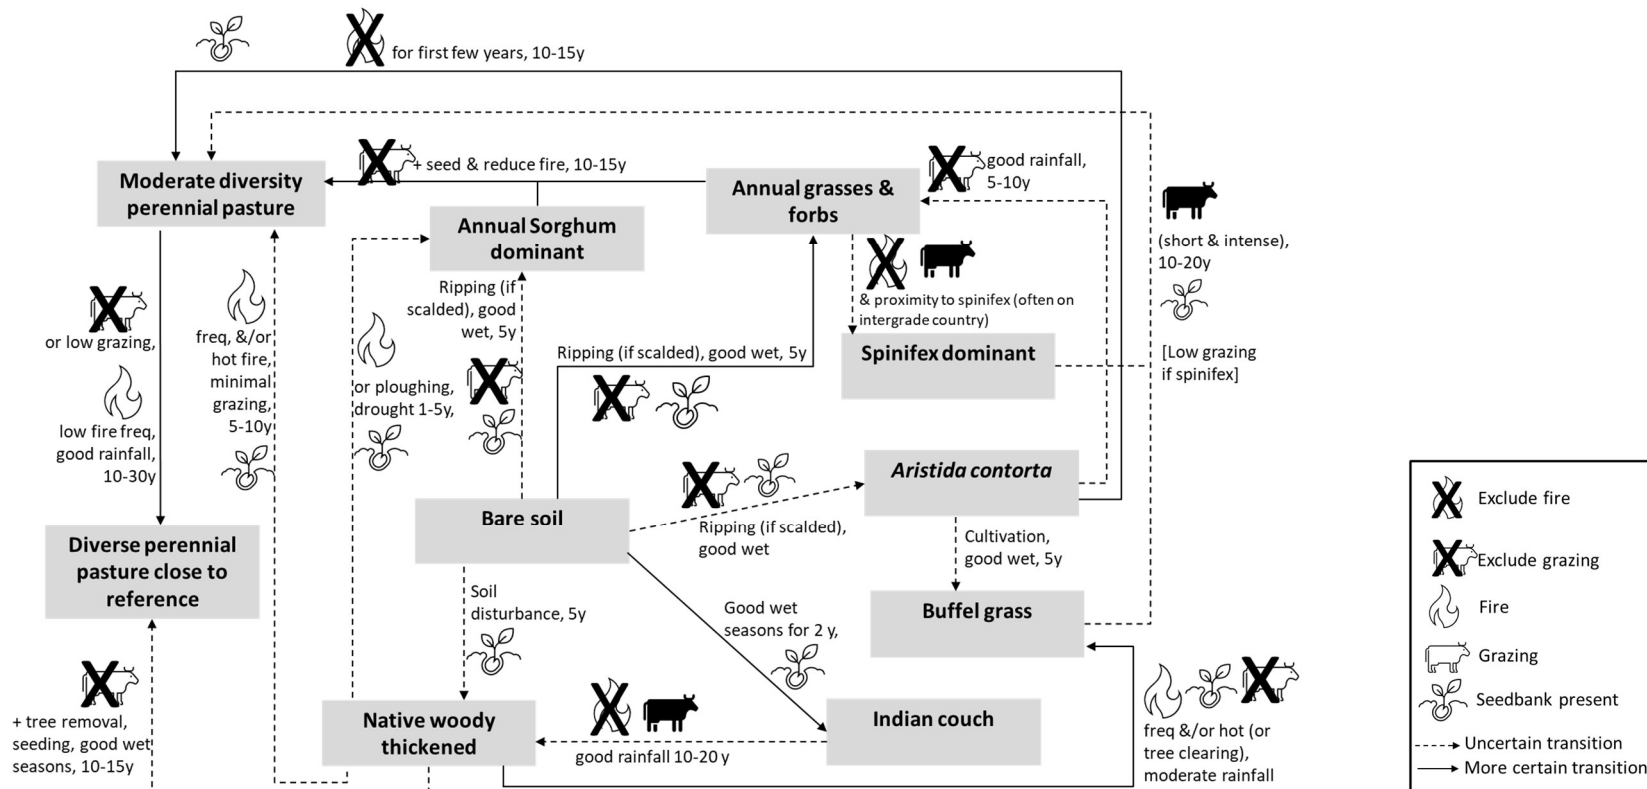 for first few years, 10-15y
Moderate diversity
perennial pasture
+ seed & reduce fire, 10-15y
Annual grasses &
forbs
good rainfall,
5-10y
Annual Sorghum
dominant
(short & intense),
10-20y
& proximity to spinifex (often on
intergrade country)
Spinifex dominant
[Low grazing
if spinifex]
or low grazing,
low fire freq,
good rainfall,
10-30y
freq, &/or
hot fire,
minimal
grazing,
5-10y
or ploughing,
drought 1-5y,
Ripping (if
scalded), good
wet, 5y
Ripping (if scalded), good wet, 5y
Aristida contorta
Bare soil
Ripping (if scalded),
good wet
Cultivation,
good wet, 5y
Diverse perennial
pasture close to
reference
Soil
disturbance, 5y
Good wet
seasons for 2 y,
Buffel grass
+ tree removal,
seeding, good wet
seasons, 10-15y
Native woody
thickened
good rainfall 10-20 y
Indian couch
freq &/or hot (or
tree clearing),
moderate rainfall
Exclude fire
Exclude grazing
Fire
Grazing
Seedbank present
Uncertain transition
More certain transition